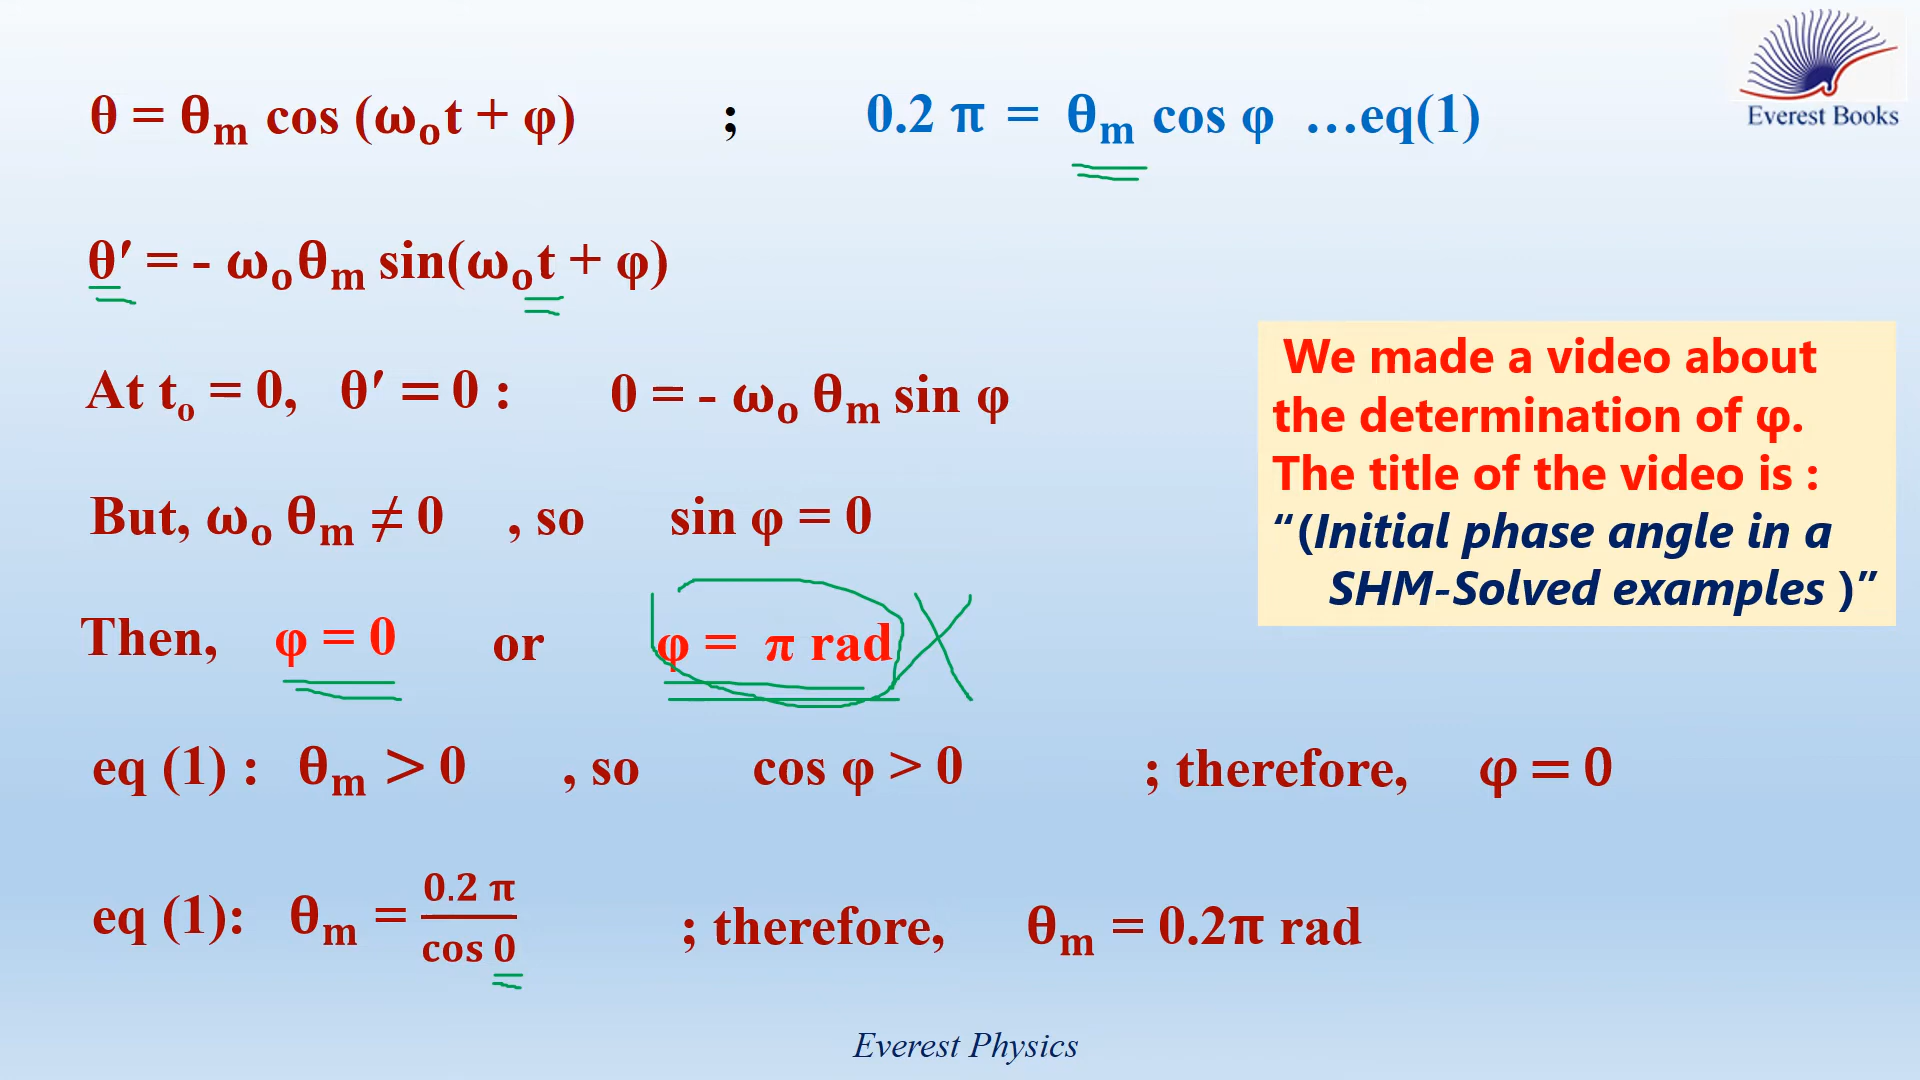 Everest Books
θ = θₘ cos (ωₒt + φ) ; 0.2 π = θₘ cos φ …eq(1)
θ′ = - ωₒθₘ sin(ωₒt + φ)
At tₒ = 0, θ′ = 0 : 0 = - ωₒ θₘ sin φ
But, ωₒ θₘ ≠ 0 , so sin φ = 0
Then, φ = 0 or φ = π rad
eq (1) : θₘ > 0 , so cos φ > 0 ; therefore, φ = 0
eq (1): θₘ = 0.2 π / cos 0 ; therefore, θₘ = 0.2π rad
We made a video about
the determination of φ.
The title of the video is :
“(Initial phase angle in a
SHM-Solved examples )”
Everest Physics